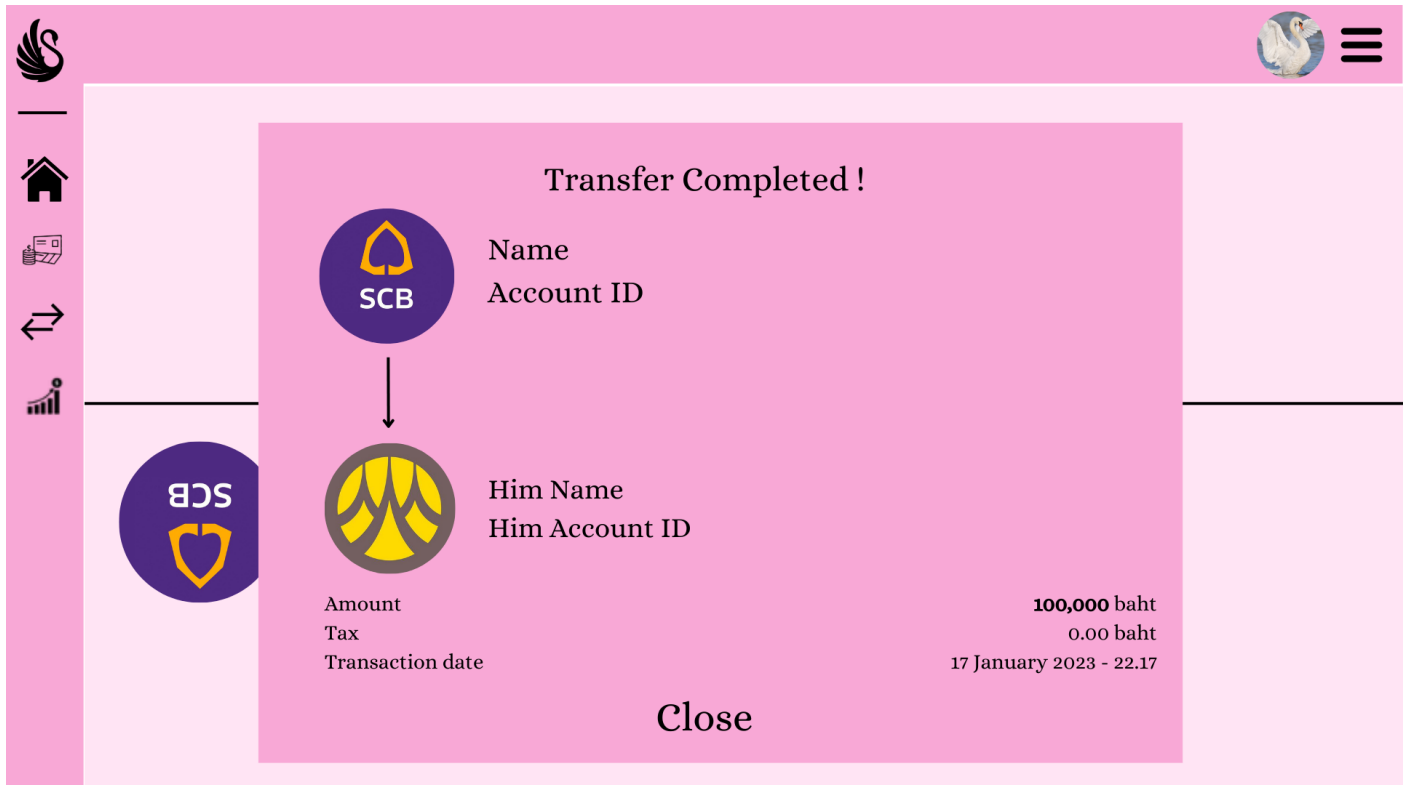 Transfer Completed !
SCB
Name
Account ID
SCB
Him Name
Him Account ID
Amount 100,000 baht
Tax 0.00 baht
Transaction date 17 January 2023 - 22.17
Close